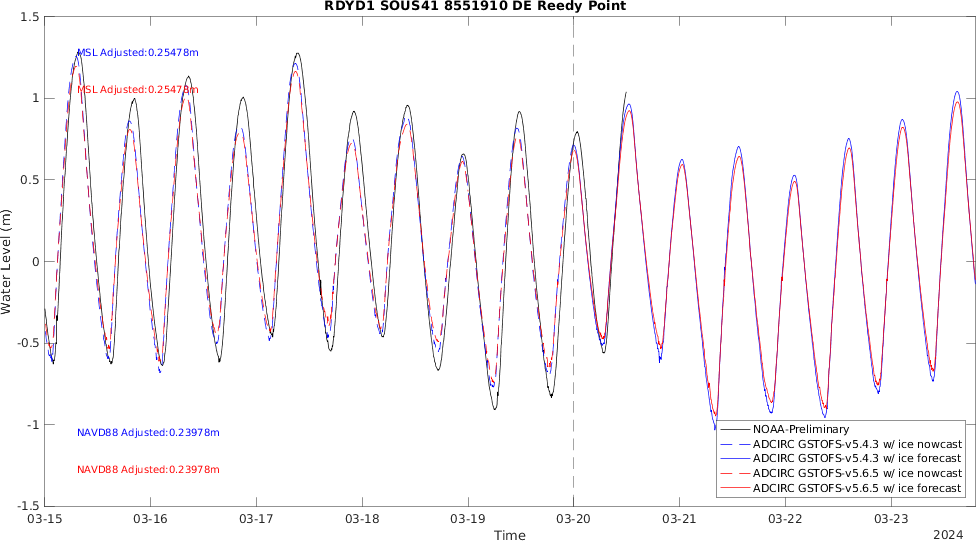 RDYD1 SOUS41 8551910 DE Reedy Point
1.5
MSL Adjusted:0.25478m
MSL Adjusted:0.25478m
1
0.5
0
-0.5
-1
-1.5
Water Level (m)
NAVD88 Adjusted:0.23978m
NAVD88 Adjusted:0.23978m
NOAA-Preliminary
ADCIRC GSTOFS-v5.4.3 w/ ice nowcast
ADCIRC GSTOFS-v5.4.3 w/ ice forecast
ADCIRC GSTOFS-v5.6.5 w/ ice nowcast
ADCIRC GSTOFS-v5.6.5 w/ ice forecast
03-15 03-16 03-17 03-18 03-19 03-20 03-21 03-22 03-23
Time
2024